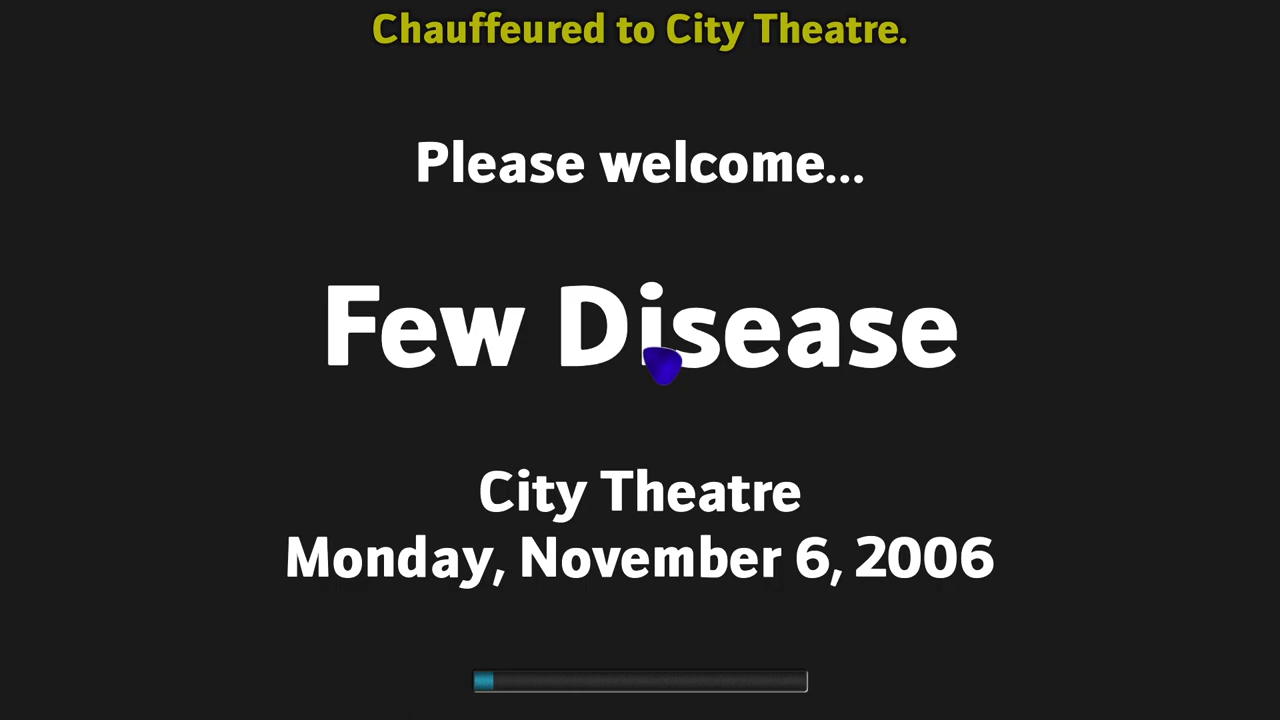 Chauffeured to City Theatre.
Please welcome...
Few Disease
City Theatre
Monday, November 6, 2006